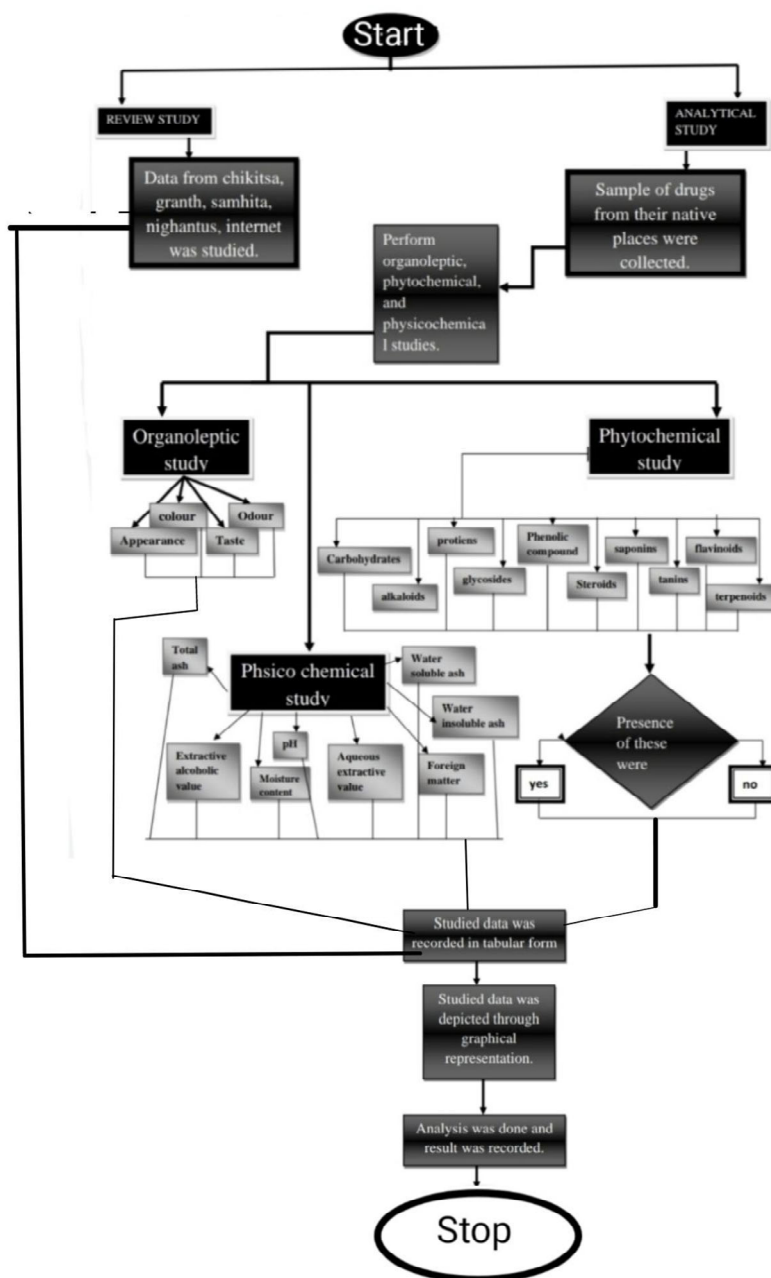 Start
REVIEW STUDY
ANALYTICAL
STUDY
Data from chikitsa,
granth, samhita,
nighantus, internet
was studied.
Sample of drugs
from their native
places were
collected.
Perform
organoleptic,
phytochemical,
and
physicochemica
l studies.
Organoleptic
study
Phytochemical
study
colour
Odour
Appearance
Taste
Carbohydrates
alkaloids
protiens
glycosides
Phenolic
compound
Steroids
saponins
tanins
flavinoids
terpenoids
Total
ash
Phsico chemical
study
Water
soluble ash
Water
insoluble ash
Extractive
alcoholic
value
Moisture
content
pH
Aqueous
extractive
value
Foreign
matter
Presence
of these
were
yes
no
Studied data was
recorded in tabular form
Studied data was
depicted through
graphical
representation.
Analysis was done and
result was recorded.
Stop